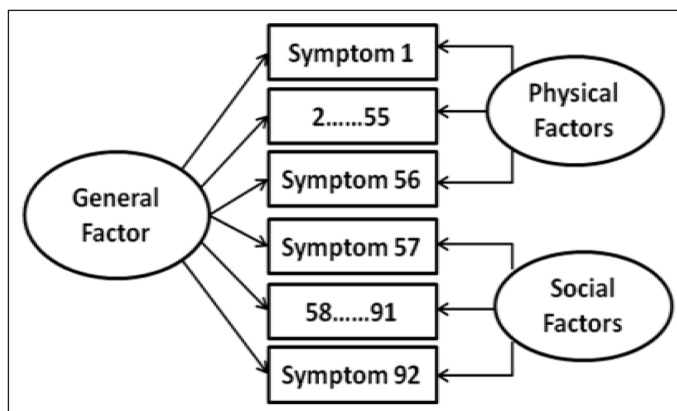 Symptom 1
2......55
Symptom 56
Symptom 57
58......91
Symptom 92
General
Factor
Physical
Factors
Social
Factors